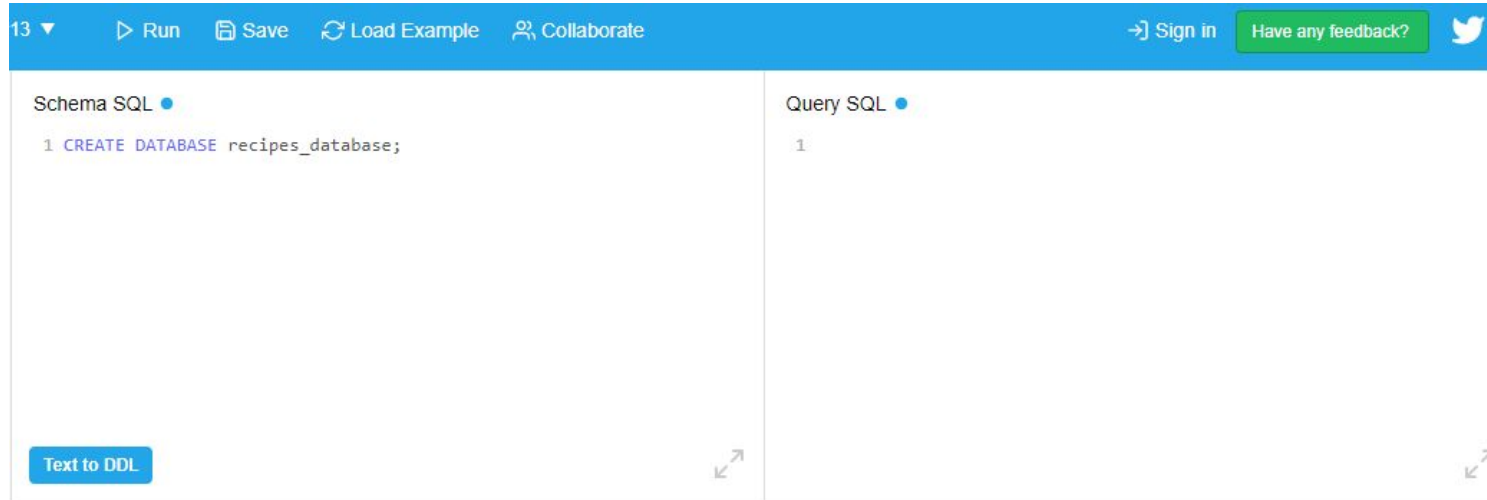 13 ▼ Run Save Load Example Collaborate Sign in Have any feedback?
Schema SQL
1 CREATE DATABASE recipes_database;
Query SQL
1
Text to DDL